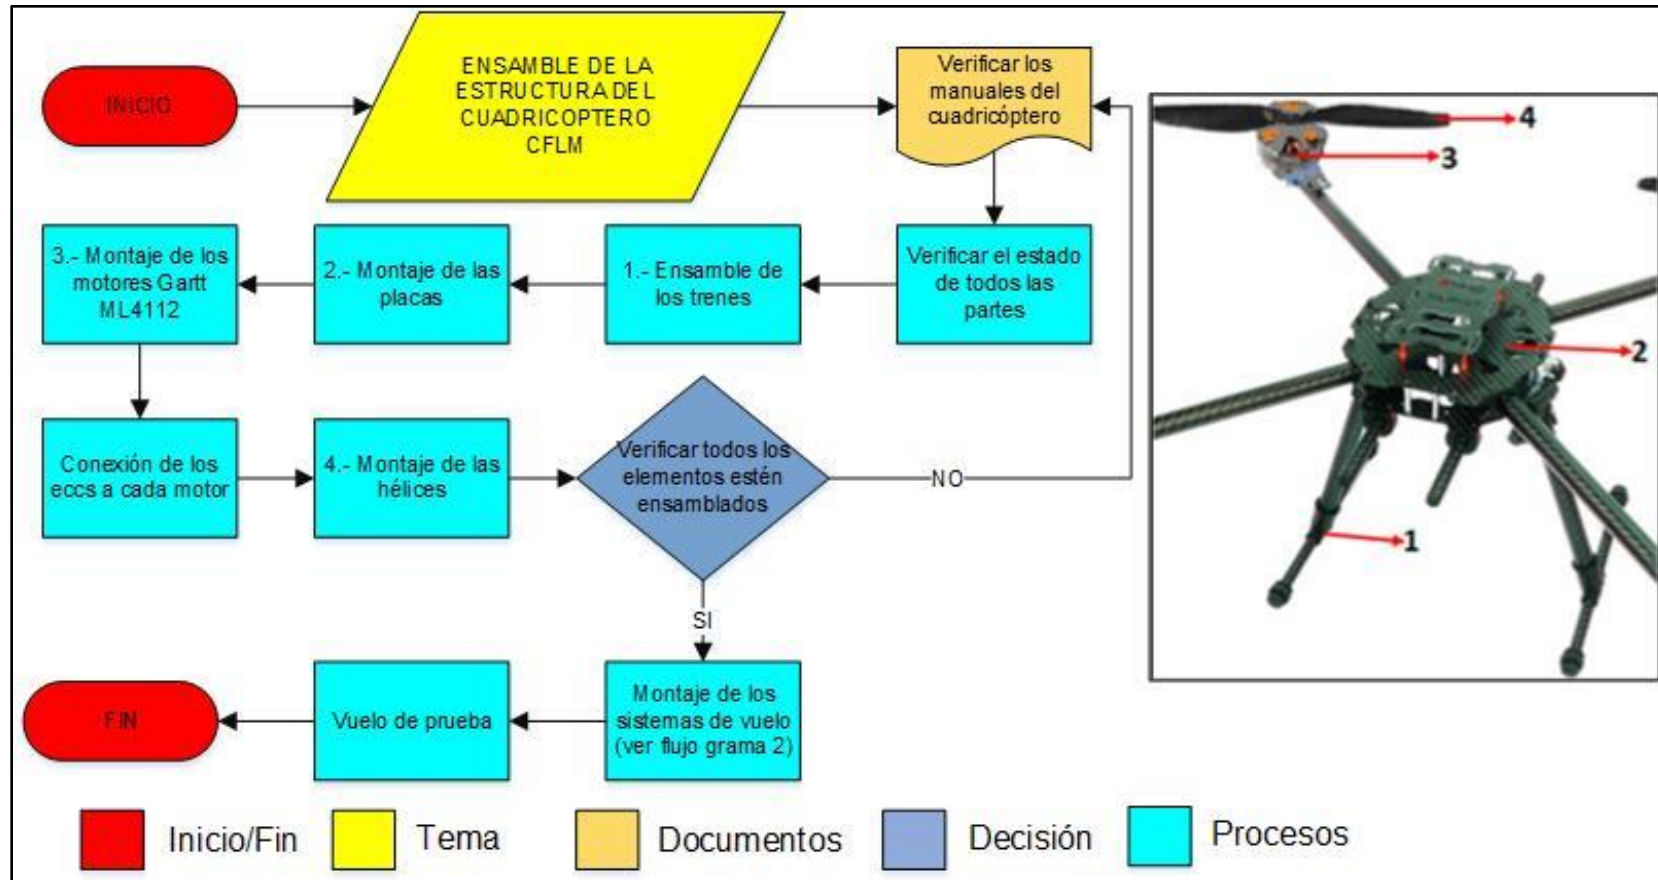 INICIO
ENSAMBLE DE LA
ESTRUCTURA DEL
CUADRICOPTERO
CFLM
Verificar los
manuales del
cuadricóptero
Verificar el estado
de todos las
partes
1.- Ensamble de
los trenes
2.- Montaje de las
placas
3.- Montaje de los
motores Gartt
ML4112
Conexión de los
eccs a cada motor
4.- Montaje de las
hélices
Verificar todos los
elementos estén
ensamblados
NO
SI
Montaje de los
sistemas de vuelo
(ver flujo grama 2)
Vuelo de prueba
FIN
4
3
2
1
Inicio/Fin
Tema
Documentos
Decisión
Procesos